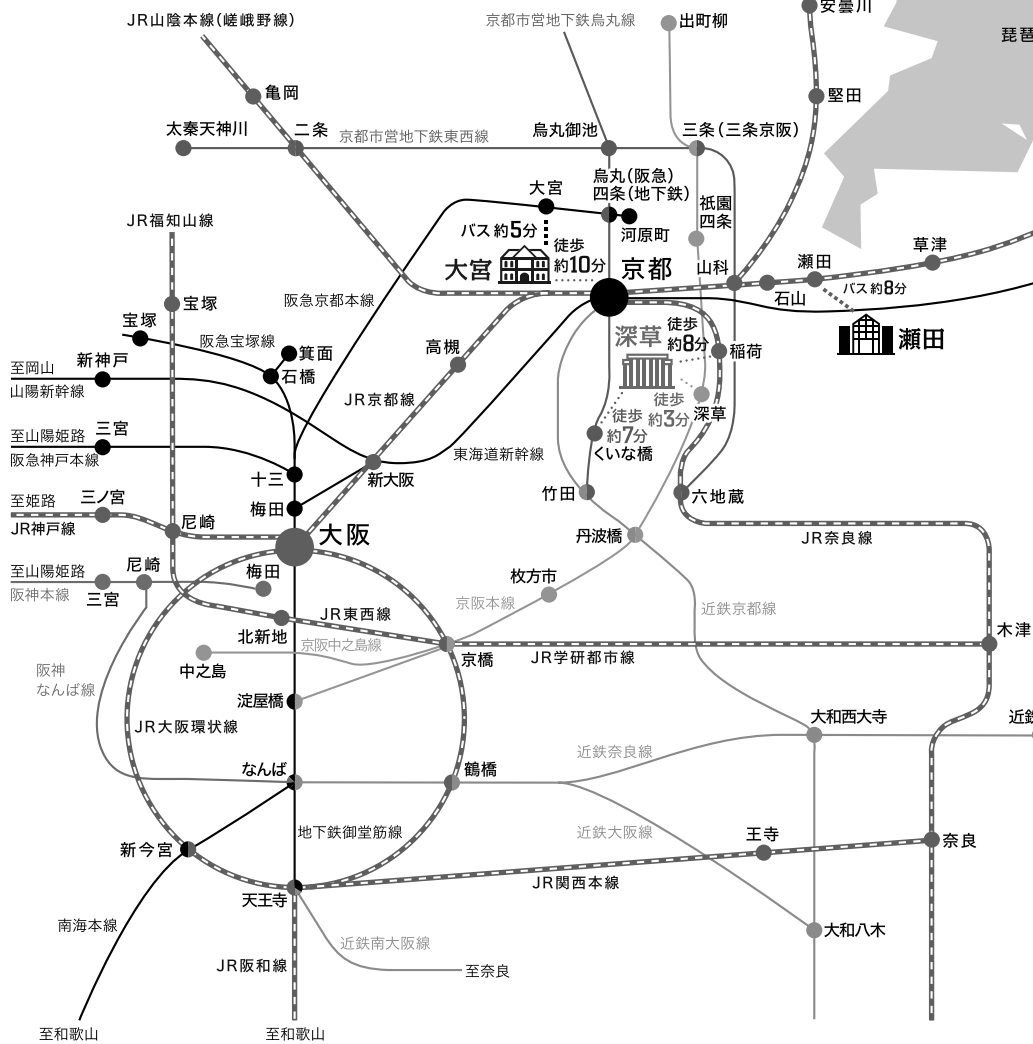 JR山陰本線(嵯峨野線)
京都市営地下鉄烏丸線
出町柳
安曇川
琵琶
亀岡
堅田
太秦天神川
二条
京都市営地下鉄東西線
烏丸御池
三条(三条京阪)
烏丸(阪急)
四条(地下鉄)
大宮
祇園
四条
河原町
バス 約5分
徒歩
約10分
大宮
京都
山科
瀬田
草津
石山
バス 約8分
瀬田
JR福知山線
宝塚
宝塚
阪急京都本線
阪急宝塚線
箕面
石橋
新神戸
至岡山
山陽新幹線
高槻
深草
徒歩
約8分
稲荷
徒歩
約3分
深草
徒歩
約7分
くいな橋
JR京都線
三宮
至山陽姫路
阪急神戸本線
東海道新幹線
十三
新大阪
竹田
六地蔵
至姫路
三ノ宮
JR神戸線
尼崎
梅田
大阪
丹波橋
JR奈良線
至山陽姫路
尼崎
阪神本線
三宮
梅田
枚方市
京阪本線
近鉄京都線
JR東西線
北新地
京阪中之島線
中之島
京橋
JR学研都市線
木津
阪神
なんば線
淀屋橋
JR大阪環状線
大和西大寺
近鉄
なんば
鶴橋
近鉄奈良線
地下鉄御堂筋線
近鉄大阪線
王寺
奈良
新今宮
天王寺
JR関西本線
南海本線
大和八木
近鉄南大阪線
JR阪和線
至奈良
至和歌山
至和歌山